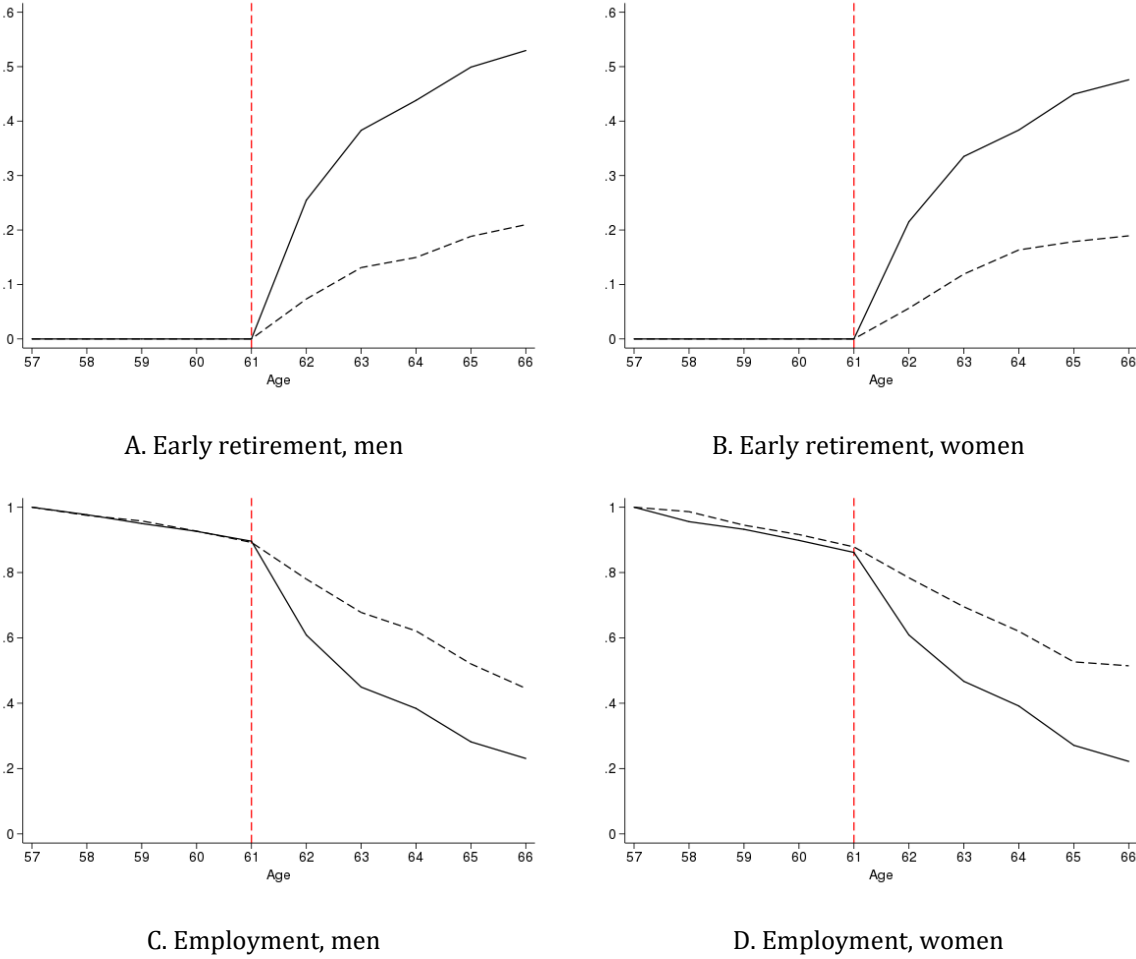 .6
.5
.4
.3
.2
.1
0
57 58 59 60 61 62 63 64 65 66
Age
A. Early retirement, men
.6
.5
.4
.3
.2
.1
0
57 58 59 60 61 62 63 64 65 66
Age
B. Early retirement, women
1
.8
.6
.4
.2
0
57 58 59 60 61 62 63 64 65 66
Age
C. Employment, men
1
.8
.6
.4
.2
0
57 58 59 60 61 62 63 64 65 66
Age
D. Employment, women